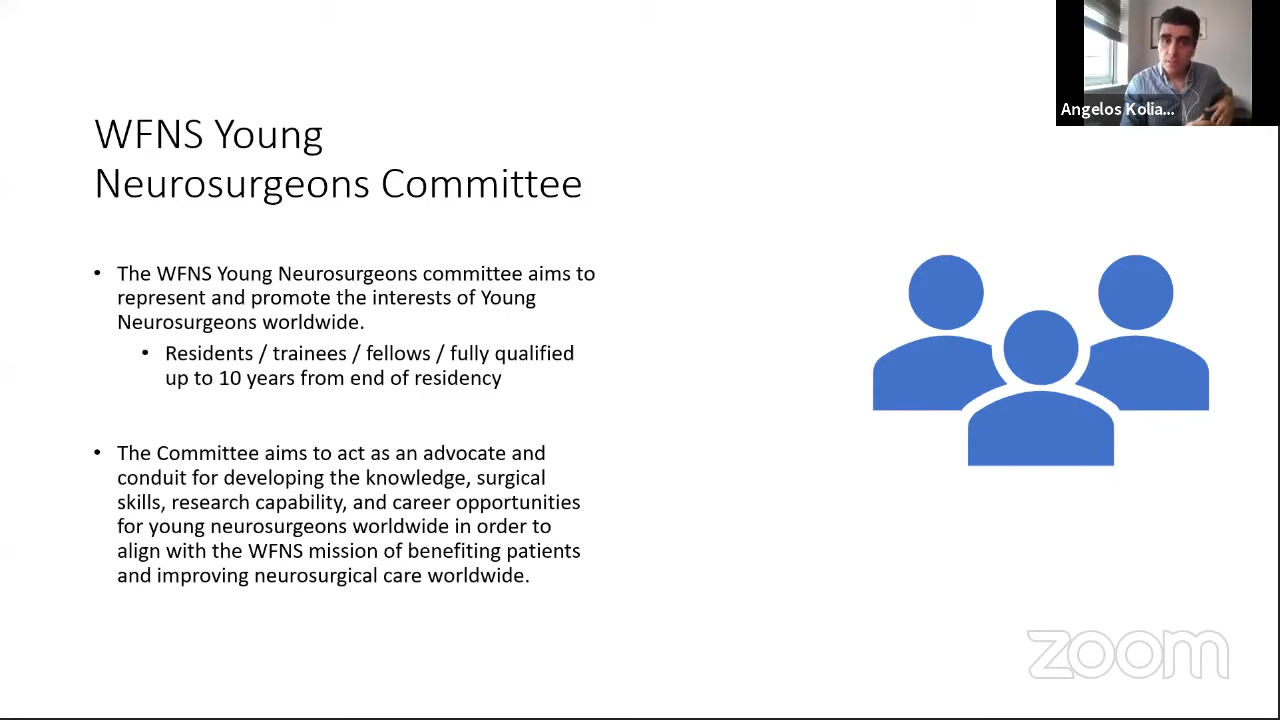 Angelos Kolia...
WFNS Young
Neurosurgeons Committee
• The WFNS Young Neurosurgeons committee aims to
represent and promote the interests of Young
Neurosurgeons worldwide.
• Residents / trainees / fellows / fully qualified
up to 10 years from end of residency
• The Committee aims to act as an advocate and
conduit for developing the knowledge, surgical
skills, research capability, and career opportunities
for young neurosurgeons worldwide in order to
align with the WFNS mission of benefiting patients
and improving neurosurgical care worldwide.
zoom